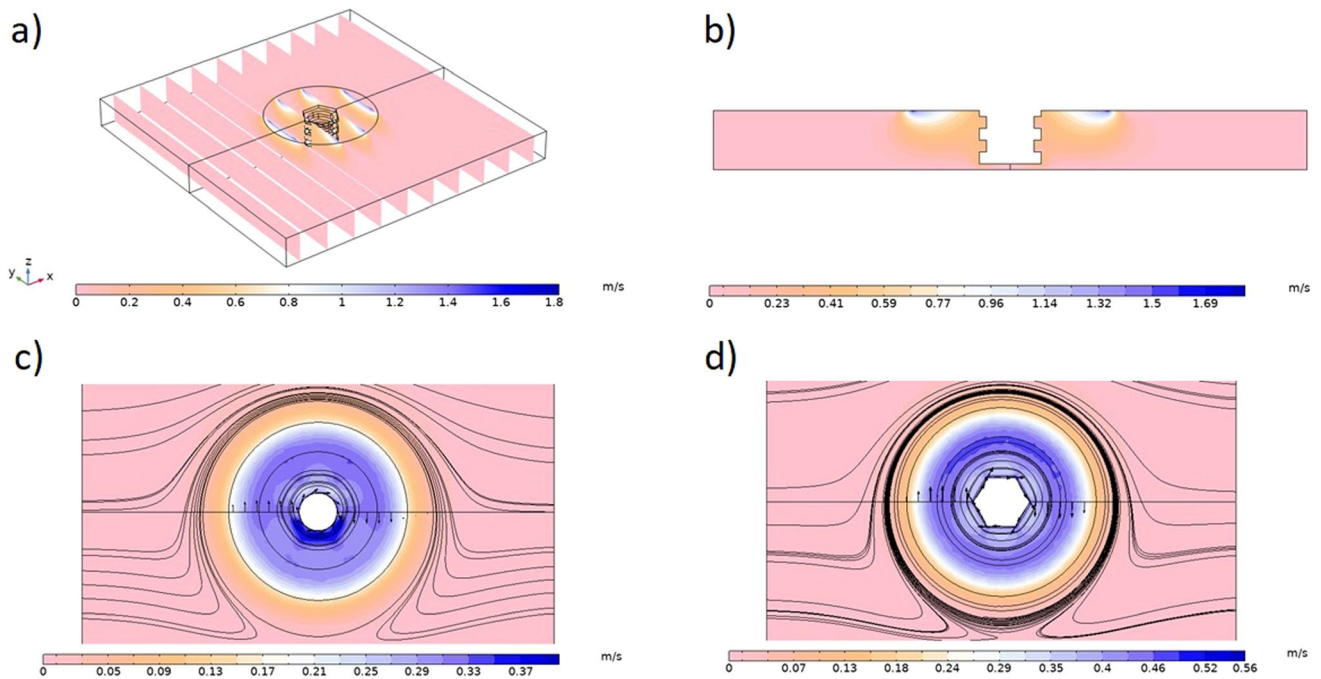 a)
b)
z
y
x
m/s
0 0.2 0.4 0.6 0.8 1 1.2 1.4 1.6 1.8
m/s
0 0.23 0.41 0.59 0.77 0.96 1.14 1.32 1.5 1.69
c)
d)
m/s
0 0.05 0.09 0.13 0.17 0.21 0.25 0.29 0.33 0.37
m/s
0 0.07 0.13 0.18 0.24 0.29 0.35 0.4 0.46 0.52 0.56